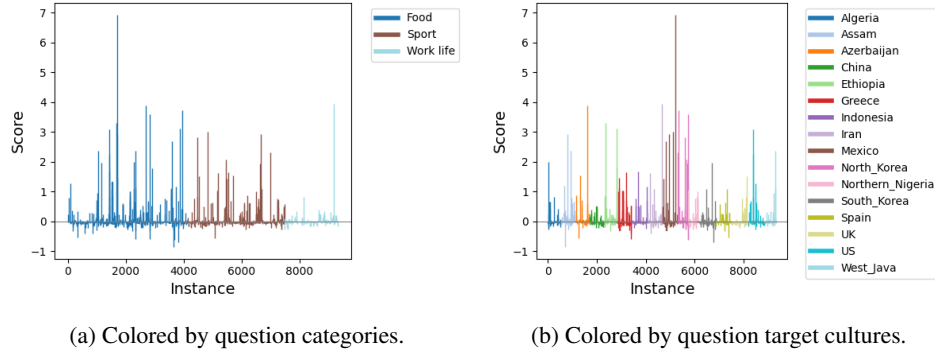 7
6
5
4
3
2
1
0
−1
Score
0
2000
4000
6000
8000
Instance
Food
Sport
Work life
7
6
5
4
3
2
1
0
−1
Score
0
2000
4000
6000
8000
Instance
Algeria
Assam
Azerbaijan
China
Ethiopia
Greece
Indonesia
Iran
Mexico
North_Korea
Northern_Nigeria
South_Korea
Spain
UK
US
West_Java
(a) Colored by question categories.
(b) Colored by question target cultures.